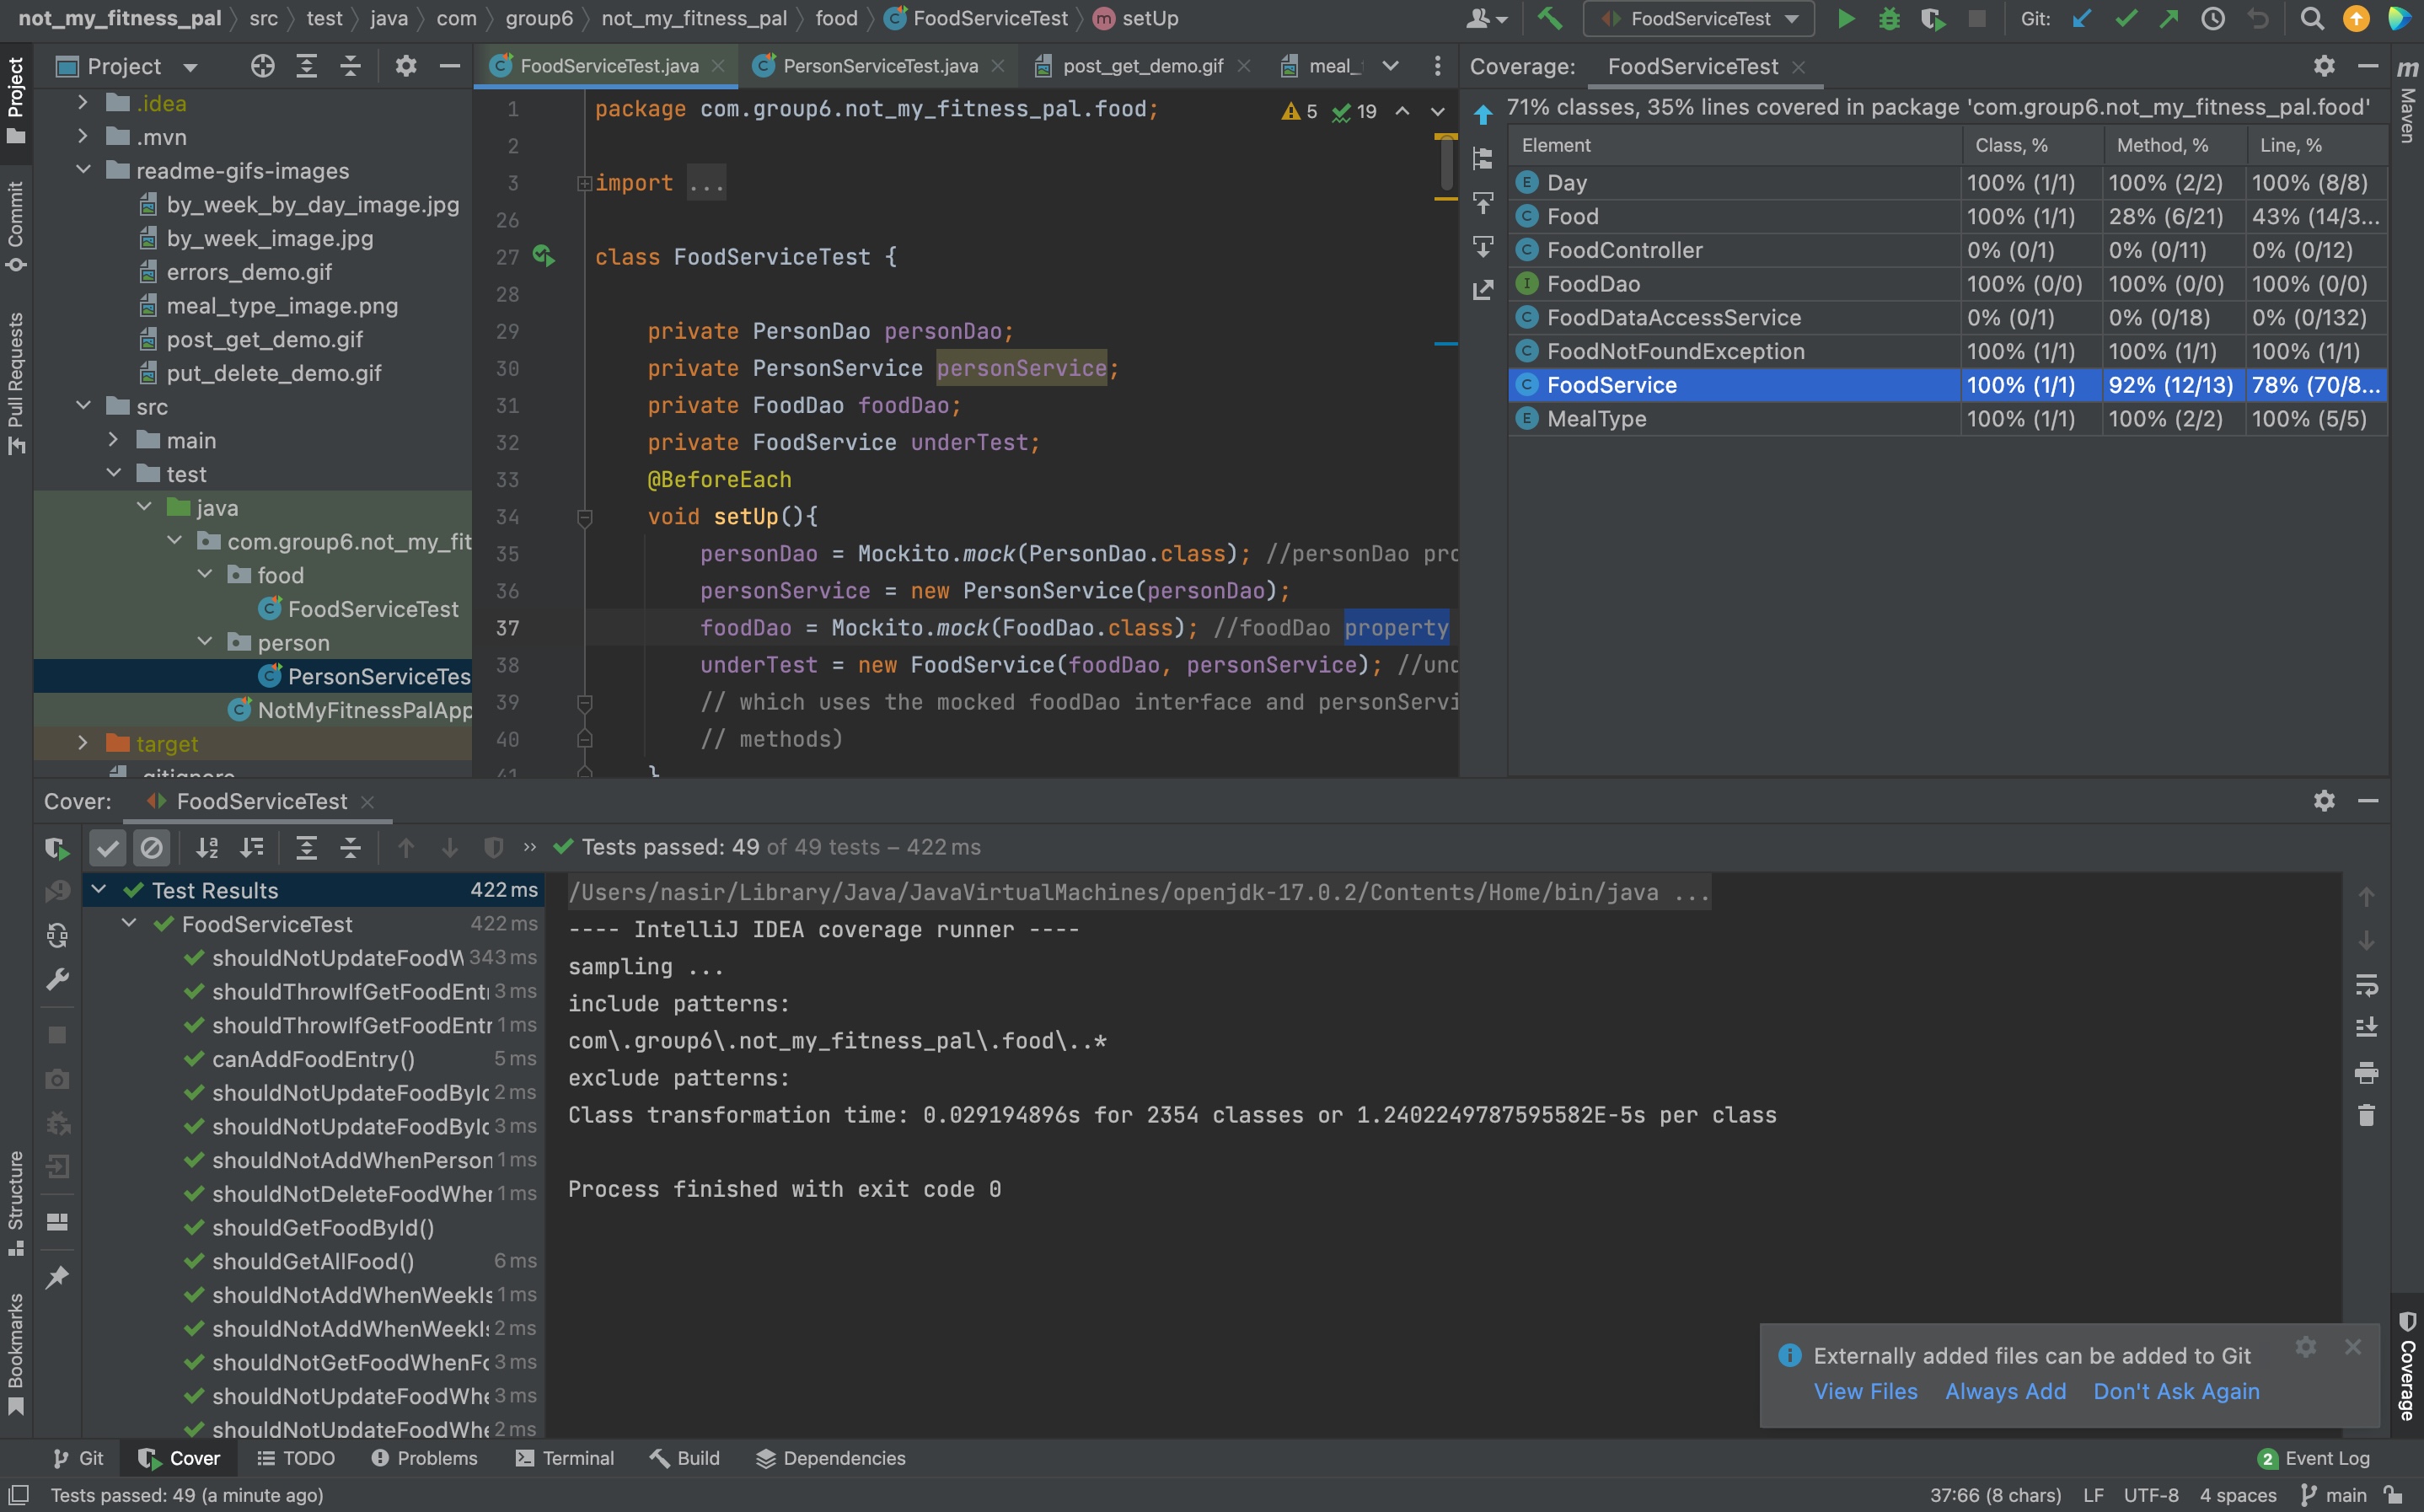 not_my_fitness_pal src test java com group6 not_my_fitness_pal food FoodServiceTest setUp
FoodServiceTest Git:
Project
FoodServiceTest.java PersonServiceTest.java post_get_demo.gif meal_
Coverage: FoodServiceTest
Project
Commit
Pull Requests
Structure
Bookmarks
Maven
Coverage
.idea
.mvn
readme-gifs-images
by_week_by_day_image.jpg
by_week_image.jpg
errors_demo.gif
meal_type_image.png
post_get_demo.gif
put_delete_demo.gif
src
main
test
java
com.group6.not_my_fit
food
FoodServiceTest
person
PersonServiceTes
NotMyFitnessPalApp
target
.gitignore
5 19
1 package com.group6.not_my_fitness_pal.food;
2
3 import ...
26
27 class FoodServiceTest {
28
29 private PersonDao personDao;
30 private PersonService personService;
31 private FoodDao foodDao;
32 private FoodService underTest;
33 @BeforeEach
34 void setUp(){
35 personDao = Mockito.mock(PersonDao.class); //personDao pro
36 personService = new PersonService(personDao);
37 foodDao = Mockito.mock(FoodDao.class); //foodDao property
38 underTest = new FoodService(foodDao, personService); //und
39 // which uses the mocked foodDao interface and personServi
40 // methods)
41 }
71% classes, 35% lines covered in package 'com.group6.not_my_fitness_pal.food'
Element Class, % Method, % Line, %
Day 100% (1/1) 100% (2/2) 100% (8/8)
Food 100% (1/1) 28% (6/21) 43% (14/3...
FoodController 0% (0/1) 0% (0/11) 0% (0/12)
FoodDao 100% (0/0) 100% (0/0) 100% (0/0)
FoodDataAccessService 0% (0/1) 0% (0/18) 0% (0/132)
FoodNotFoundException 100% (1/1) 100% (1/1) 100% (1/1)
FoodService 100% (1/1) 92% (12/13) 78% (70/8...
MealType 100% (1/1) 100% (2/2) 100% (5/5)
Cover: FoodServiceTest
Tests passed: 49 of 49 tests – 422 ms
Test Results 422 ms
FoodServiceTest 422 ms
shouldNotUpdateFoodW 343 ms
shouldThrowIfGetFoodEntr 3 ms
shouldThrowIfGetFoodEntr 1 ms
canAddFoodEntry() 5 ms
shouldNotUpdateFoodById 2 ms
shouldNotUpdateFoodById 3 ms
shouldNotAddWhenPerson 1 ms
shouldNotDeleteFoodWhen 1 ms
shouldGetFoodById()
shouldGetAllFood() 6 ms
shouldNotAddWhenWeekIs 1 ms
shouldNotAddWhenWeekIs 2 ms
shouldNotGetFoodWhenFo 3 ms
shouldNotUpdateFoodWhe 3 ms
shouldNotUpdateFoodWhe 2 ms
/Users/nasir/Library/Java/JavaVirtualMachines/openjdk-17.0.2/Contents/Home/bin/java ...
---- IntelliJ IDEA coverage runner ----
sampling ...
include patterns:
com\.group6\.not_my_fitness_pal\.food\..*
exclude patterns:
Class transformation time: 0.029194896s for 2354 classes or 1.2402249787595582E-5s per class
Process finished with exit code 0
Externally added files can be added to Git
View Files Always Add Don't Ask Again
Git Cover TODO Problems Terminal Build Dependencies
2 Event Log
Tests passed: 49 (a minute ago)
37:66 (8 chars) LF UTF-8 4 spaces main